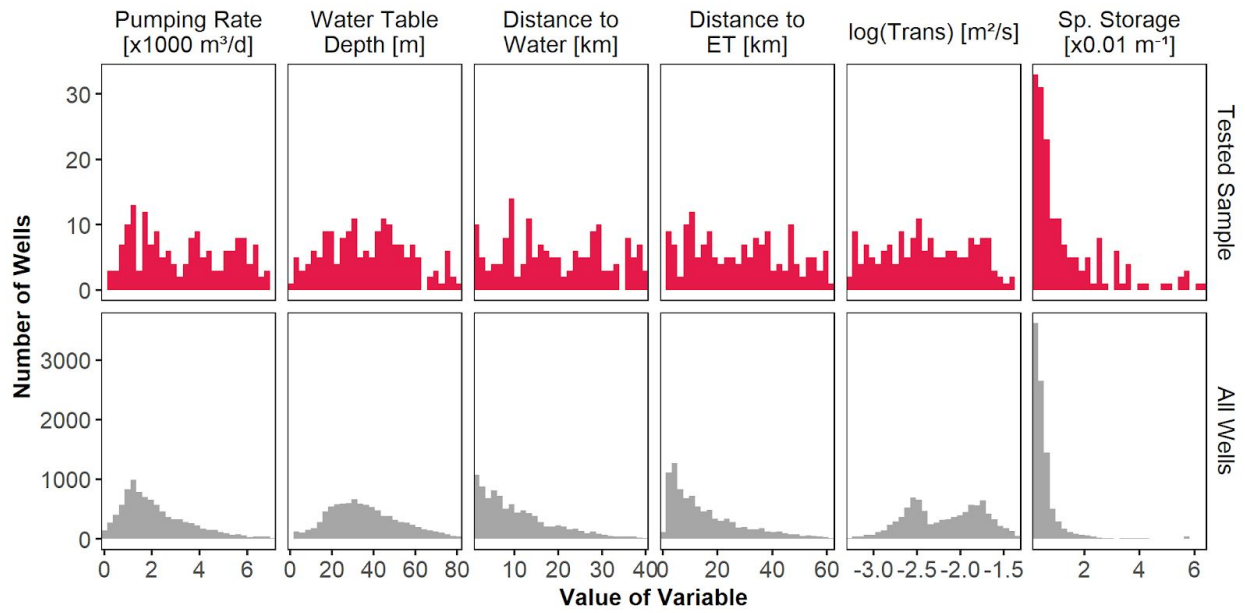 Pumping Rate
[x1000 m³/d]
Water Table
Depth [m]
Distance to
Water [km]
Distance to
ET [km]
log(Trans) [m²/s]
Sp. Storage
[x0.01 m⁻¹]
Number of Wells
30
20
10
0
Tested Sample
3000
2000
1000
0
All Wells
0 2 4 6
0 20 40 60 80
10 20 30 40
0 20 40 60
-3.0 -2.5 -2.0 -1.5
2 4 6
Value of Variable